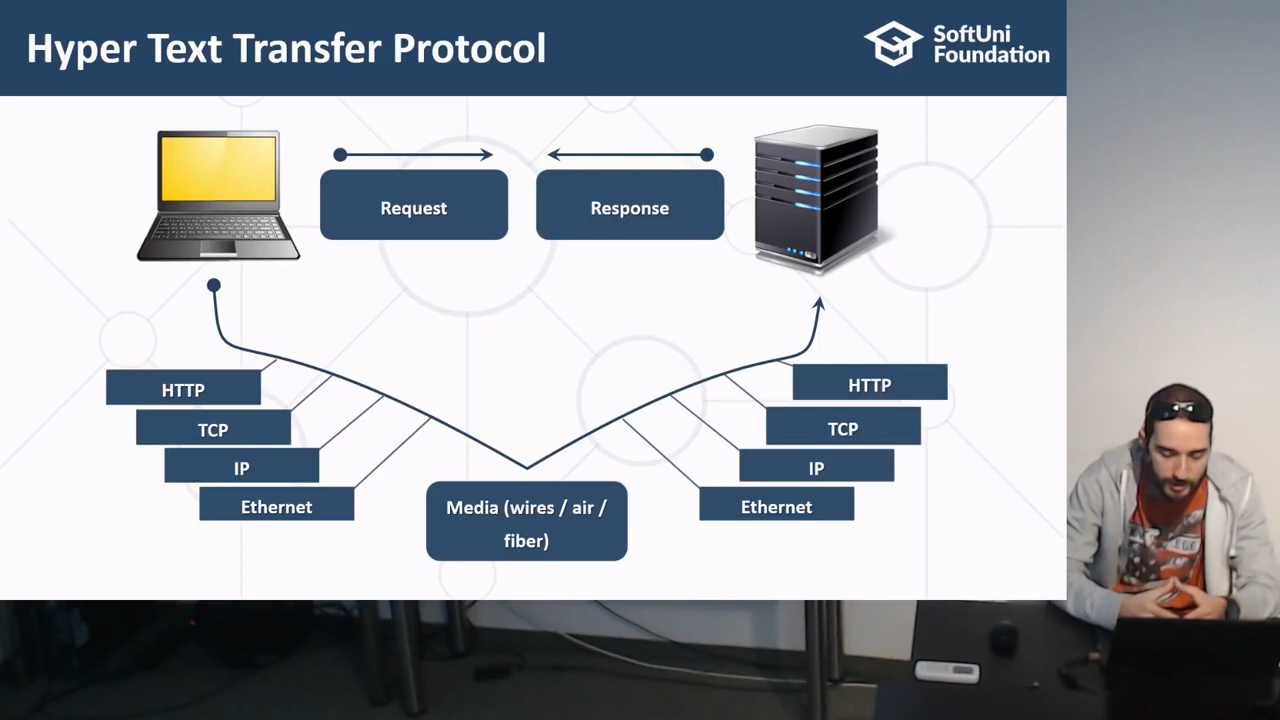 Hyper Text Transfer Protocol
SoftUni
Foundation
Request
Response
HTTP
TCP
IP
Ethernet
Media (wires / air /
fiber)
HTTP
TCP
IP
Ethernet